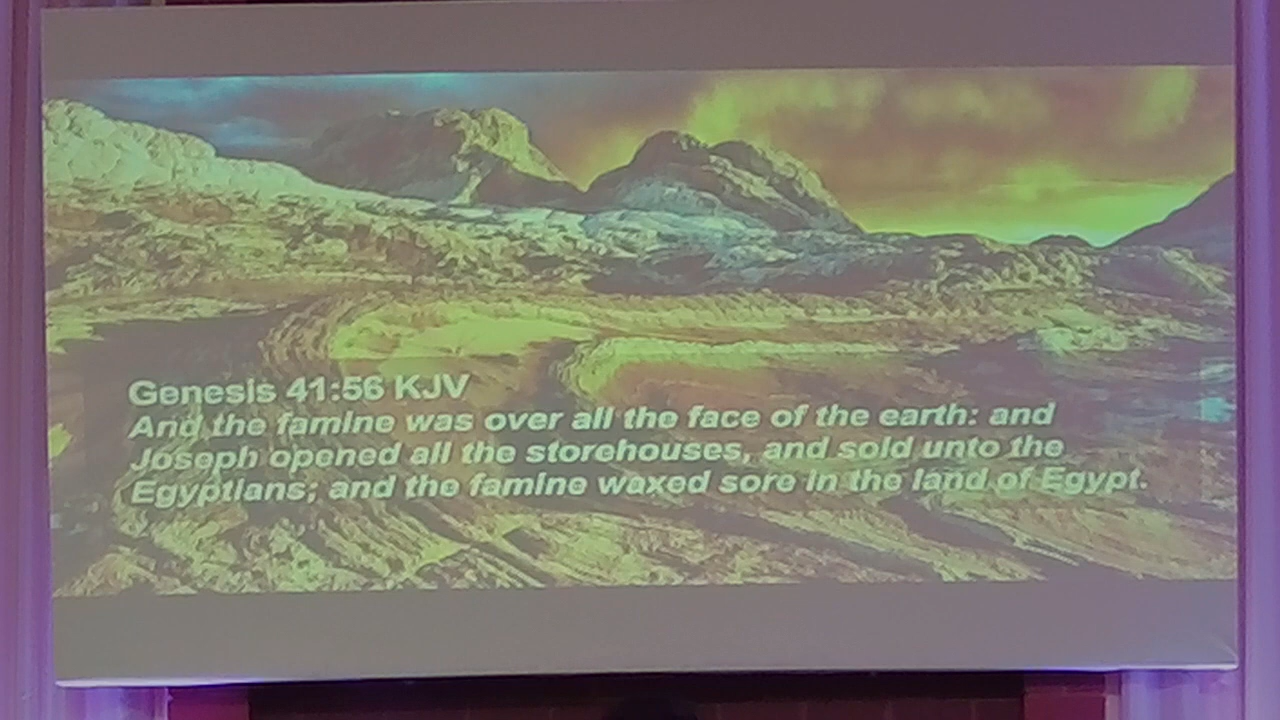 Genesis 41:56 KJV
And the famine was over all the face of the earth: and
Joseph opened all the storehouses, and sold unto the
Egyptians; and the famine waxed sore in the land of Egypt.